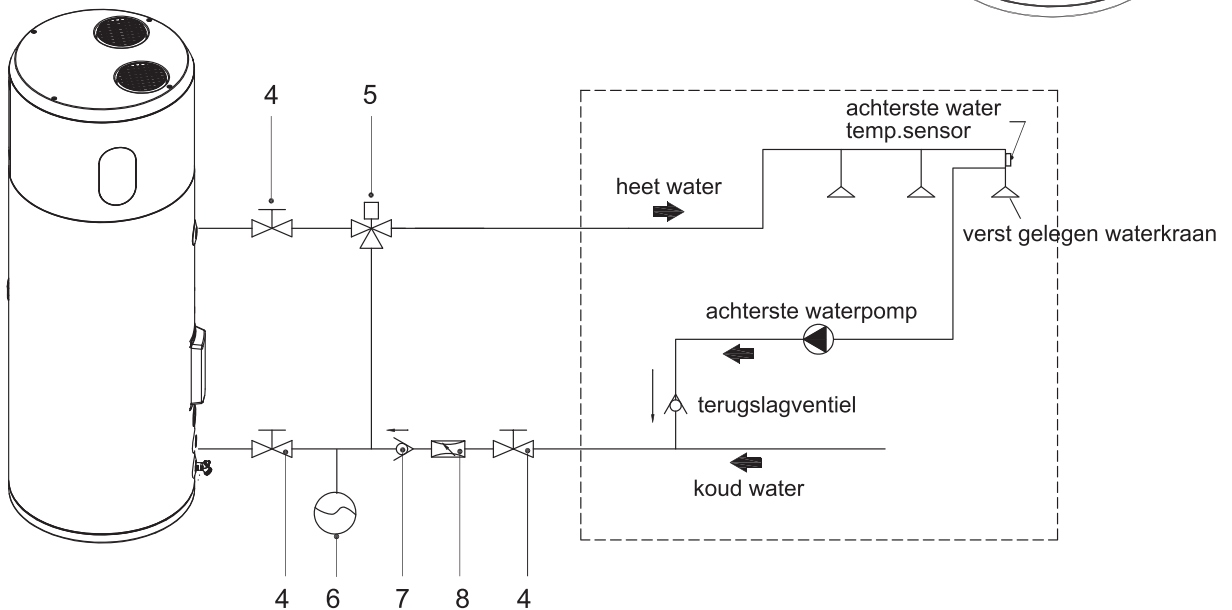 4
5
achterste water
temp.sensor
heet water
verst gelegen waterkraan
achterste waterpomp
terugslagventiel
koud water
4
6
7
8
4